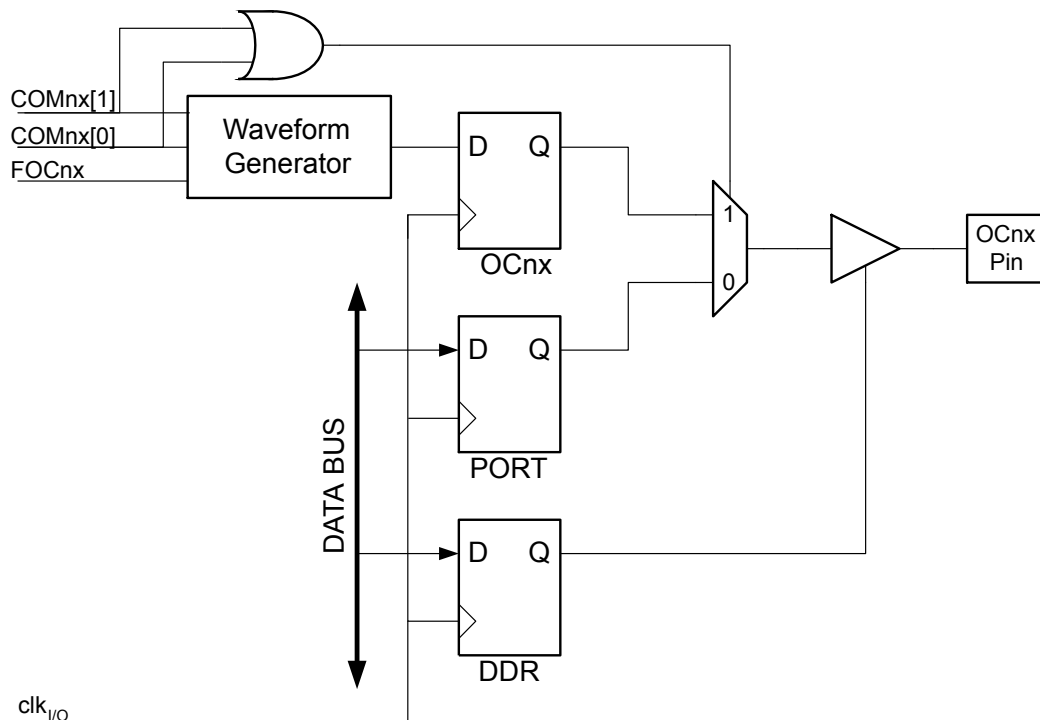 COMnx[1]
COMnx[0]
FOCnx
Waveform
Generator
D Q
OCnx
1
0
OCnx
Pin
D Q
PORT
DATA BUS
D Q
DDR
clkI/O